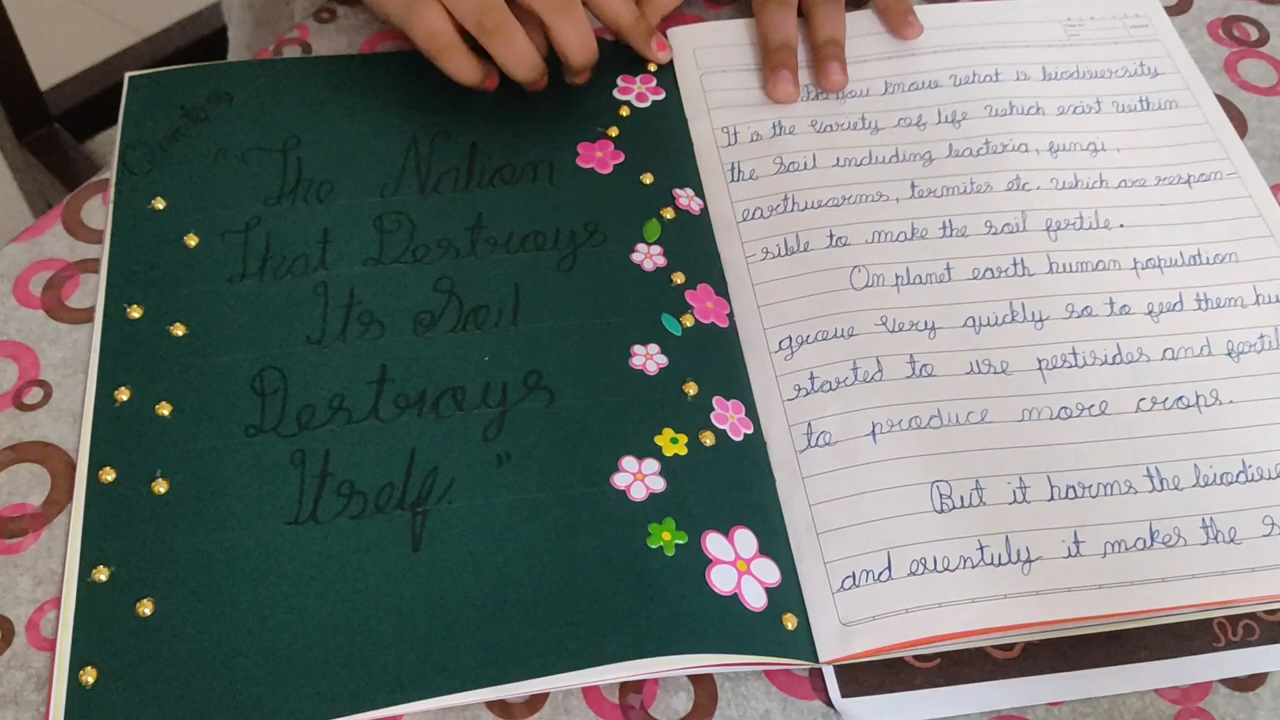 "The Nation
That Destroys
Its Soil
Destroys
Itself."
Do you know what is biodiversity
It is the variety of life which exist within
the soil including bacteria, fungi,
earthworms, termites etc. which are respon-
-sible to make the soil fertile.
On planet earth human population
growe very quickly so to feed them hu
started to use pestisides and fertil
to produce more crops.
But it harms the biodive
and eventuly it makes the s